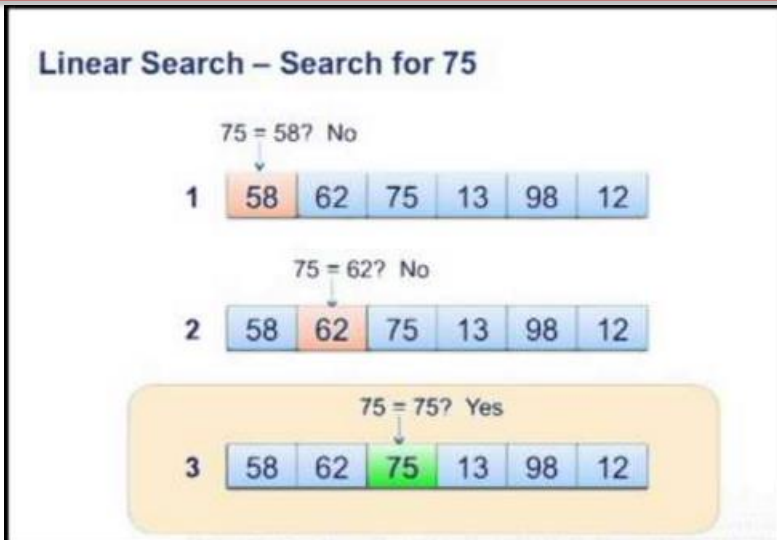 Linear Search – Search for 75
75 = 58? No
1 58 62 75 13 98 12
75 = 62? No
2 58 62 75 13 98 12
75 = 75? Yes
3 58 62 75 13 98 12